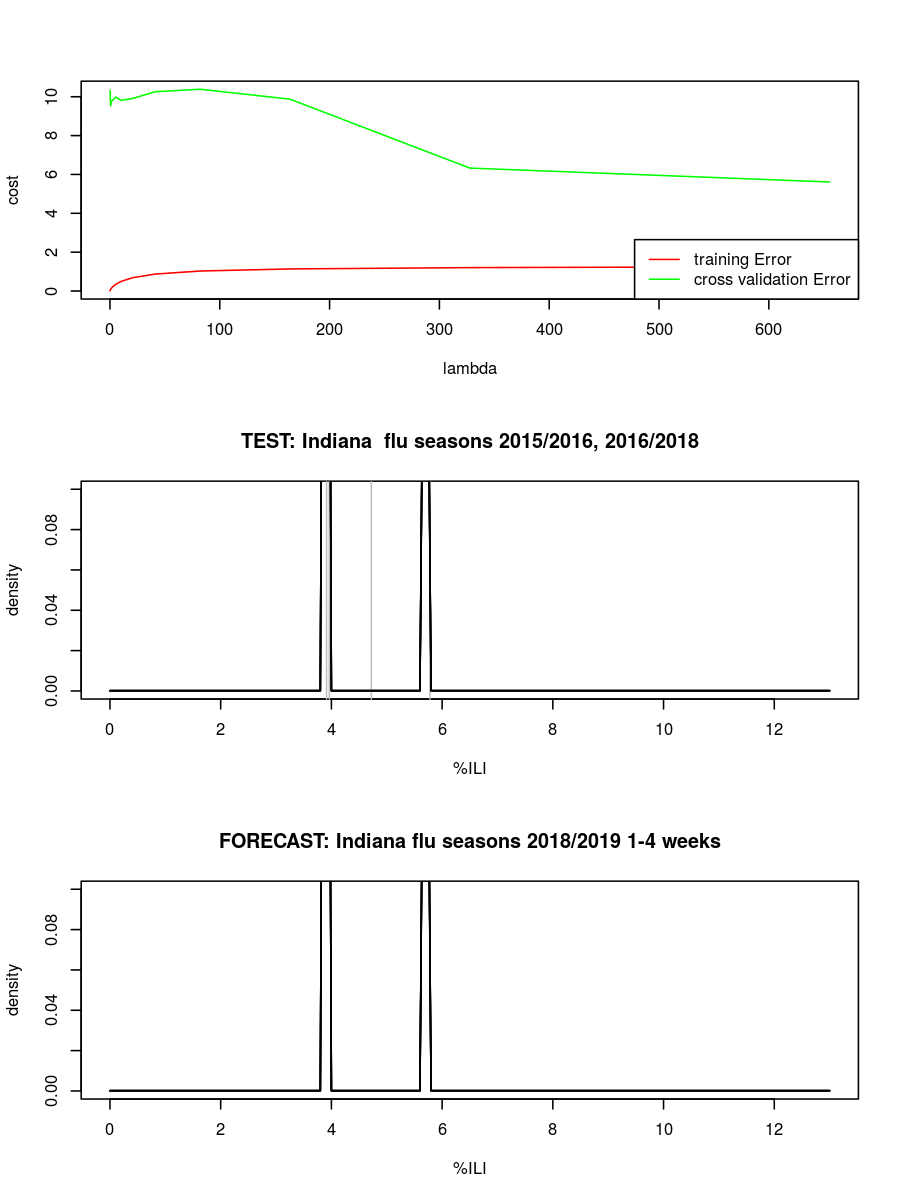 10
8
6
4
2
0
cost
training Error
cross validation Error
0 100 200 300 400 500 600
lambda
TEST: Indiana  flu seasons 2015/2016, 2016/2018
0.08
0.04
0.00
density
0 2 4 6 8 10 12
%ILI
FORECAST: Indiana flu seasons 2018/2019 1-4 weeks
0.08
0.04
0.00
density
0 2 4 6 8 10 12
%ILI